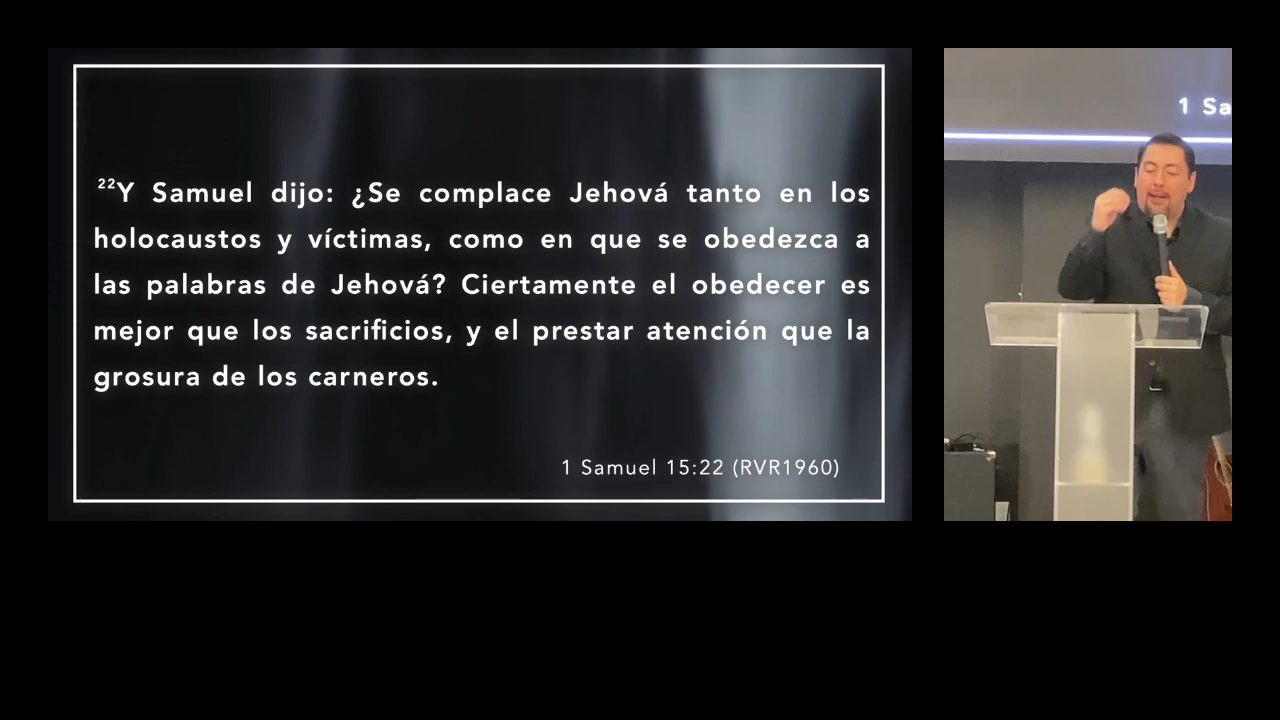 ²²Y Samuel dijo: ¿Se complace Jehová tanto en los
holocaustos y víctimas, como en que se obedezca a
las palabras de Jehová? Ciertamente el obedecer es
mejor que los sacrificios, y el prestar atención que la
grosura de los carneros.
1 Samuel 15:22 (RVR1960)
1 Sa